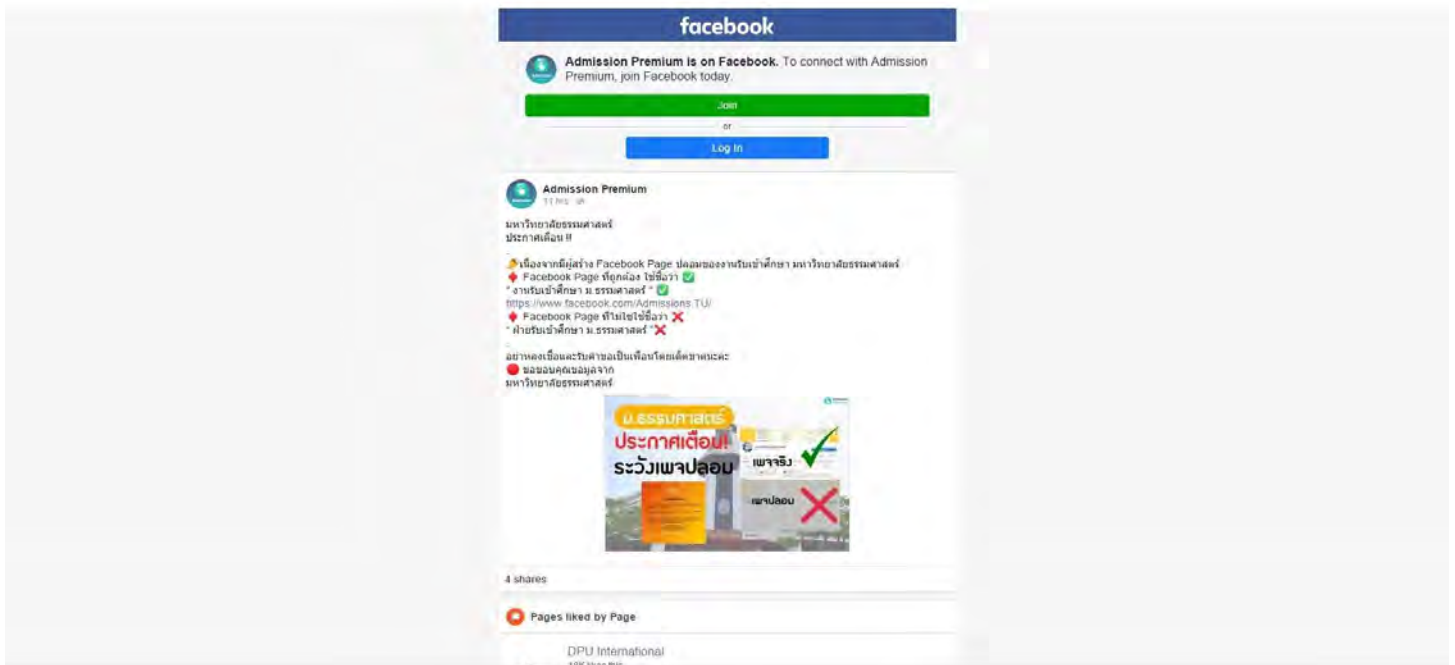 facebook
Admission Premium is on Facebook. To connect with Admission
Premium, join Facebook today.
Join
or
Log In
Admission Premium
11 hrs
มหาวิทยาลัยธรรมศาสตร์
ประกาศเตือน !!
เนื่องจากมีผู้สร้าง Facebook Page ปลอมของงานรับเข้าศึกษา มหาวิทยาลัยธรรมศาสตร์
Facebook Page ที่ถูกต้อง ใช้ชื่อว่า ✅
" งานรับเข้าศึกษา ม.ธรรมศาสตร์ " ✅
https://www.facebook.com/Admissions.TU/
Facebook Page ที่ไม่ใช่ใช้ชื่อว่า ❌
" ฝ่ายรับเข้าศึกษา ม.ธรรมศาสตร์ "❌
อย่าหลงเชื่อและรับคำขอเป็นเพื่อนโดยเด็ดขาดนะคะ
🔴 ขอขอบคุณข้อมูลจาก
มหาวิทยาลัยธรรมศาสตร์
ม.ธรรมศาสตร์
ประกาศเตือน!
ระวังเพจปลอม
เพจจริง
เพจปลอม
4 shares
Pages liked by Page
DPU International